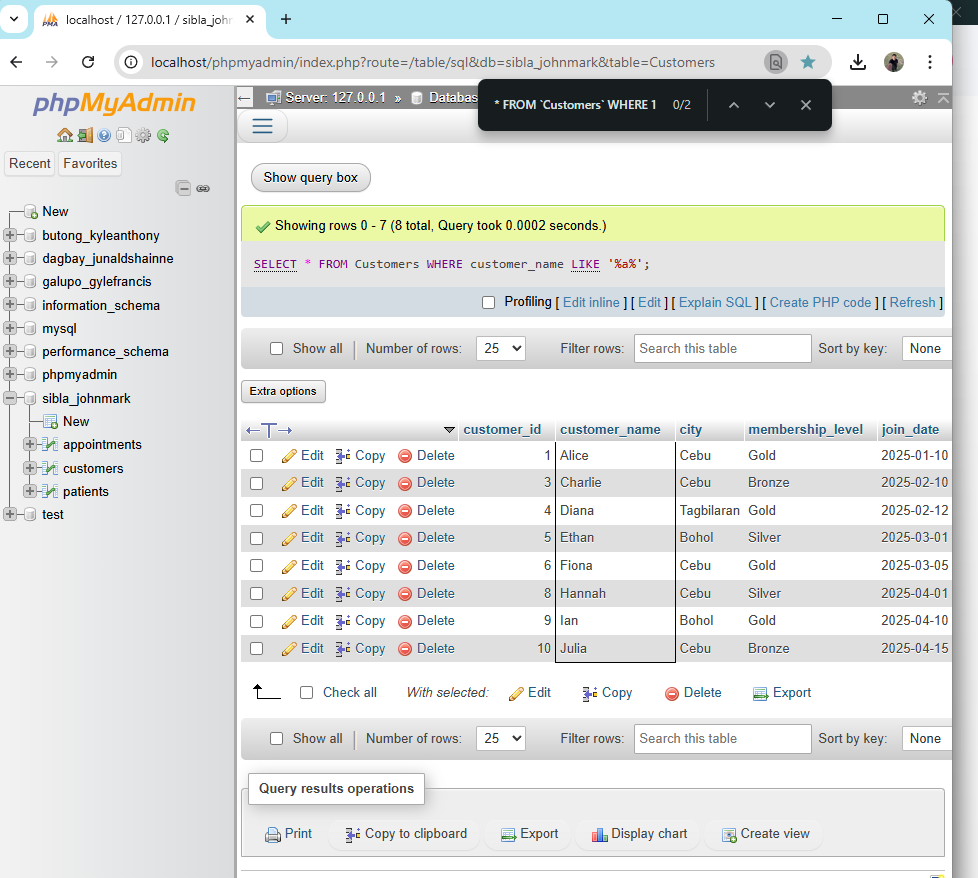 localhost / 127.0.0.1 / sibla_john
localhost/phpmyadmin/index.php?route=/table/sql&db=sibla_johnmark&table=Customers
* FROM `Customers` WHERE 1 0/2
phpMyAdmin
Recent Favorites
New
butong_kyleanthony
dagbay_junaldshainne
galupo_gylefrancis
information_schema
mysql
performance_schema
phpmyadmin
sibla_johnmark
New
appointments
customers
patients
test
Server: 127.0.0.1 » Databas
Show query box
Showing rows 0 - 7 (8 total, Query took 0.0002 seconds.)
SELECT * FROM Customers WHERE customer_name LIKE '%a%';
Profiling [ Edit inline ] [ Edit ] [ Explain SQL ] [ Create PHP code ] [ Refresh ]
Show all Number of rows: 25 Filter rows: Search this table Sort by key: None
Extra options
customer_id customer_name city membership_level join_date
Edit Copy Delete 1 Alice Cebu Gold 2025-01-10
Edit Copy Delete 3 Charlie Cebu Bronze 2025-02-10
Edit Copy Delete 4 Diana Tagbilaran Gold 2025-02-12
Edit Copy Delete 5 Ethan Bohol Silver 2025-03-01
Edit Copy Delete 6 Fiona Cebu Gold 2025-03-05
Edit Copy Delete 8 Hannah Cebu Silver 2025-04-01
Edit Copy Delete 9 Ian Bohol Gold 2025-04-10
Edit Copy Delete 10 Julia Cebu Bronze 2025-04-15
Check all With selected: Edit Copy Delete Export
Show all Number of rows: 25 Filter rows: Search this table Sort by key: None
Query results operations
Print Copy to clipboard Export Display chart Create view